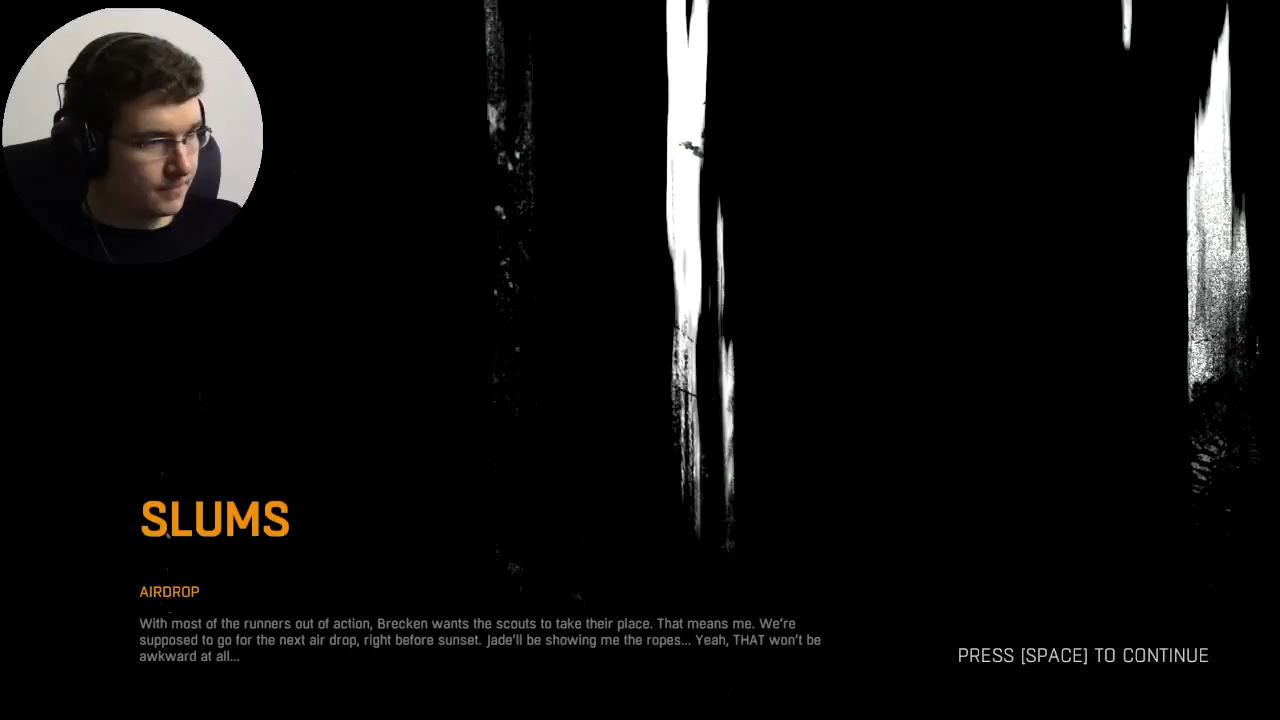 SLUMS
AIRDROP
With most of the runners out of action, Brecken wants the scouts to take their place. That means me. We're
supposed to go for the next air drop, right before sunset. Jade'll be showing me the ropes... Yeah, THAT won't be
awkward at all...
PRESS [SPACE] TO CONTINUE